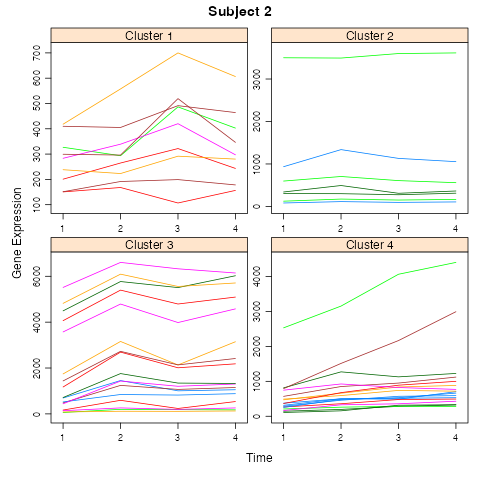 Subject 2
Cluster 1
Cluster 2
700
600
500
400
300
200
100
3000
1000
0
1 2 3 4
1 2 3 4
Gene Expression
Cluster 3
Cluster 4
6000
4000
2000
0
4000
3000
2000
1000
0
1 2 3 4
1 2 3 4
Time